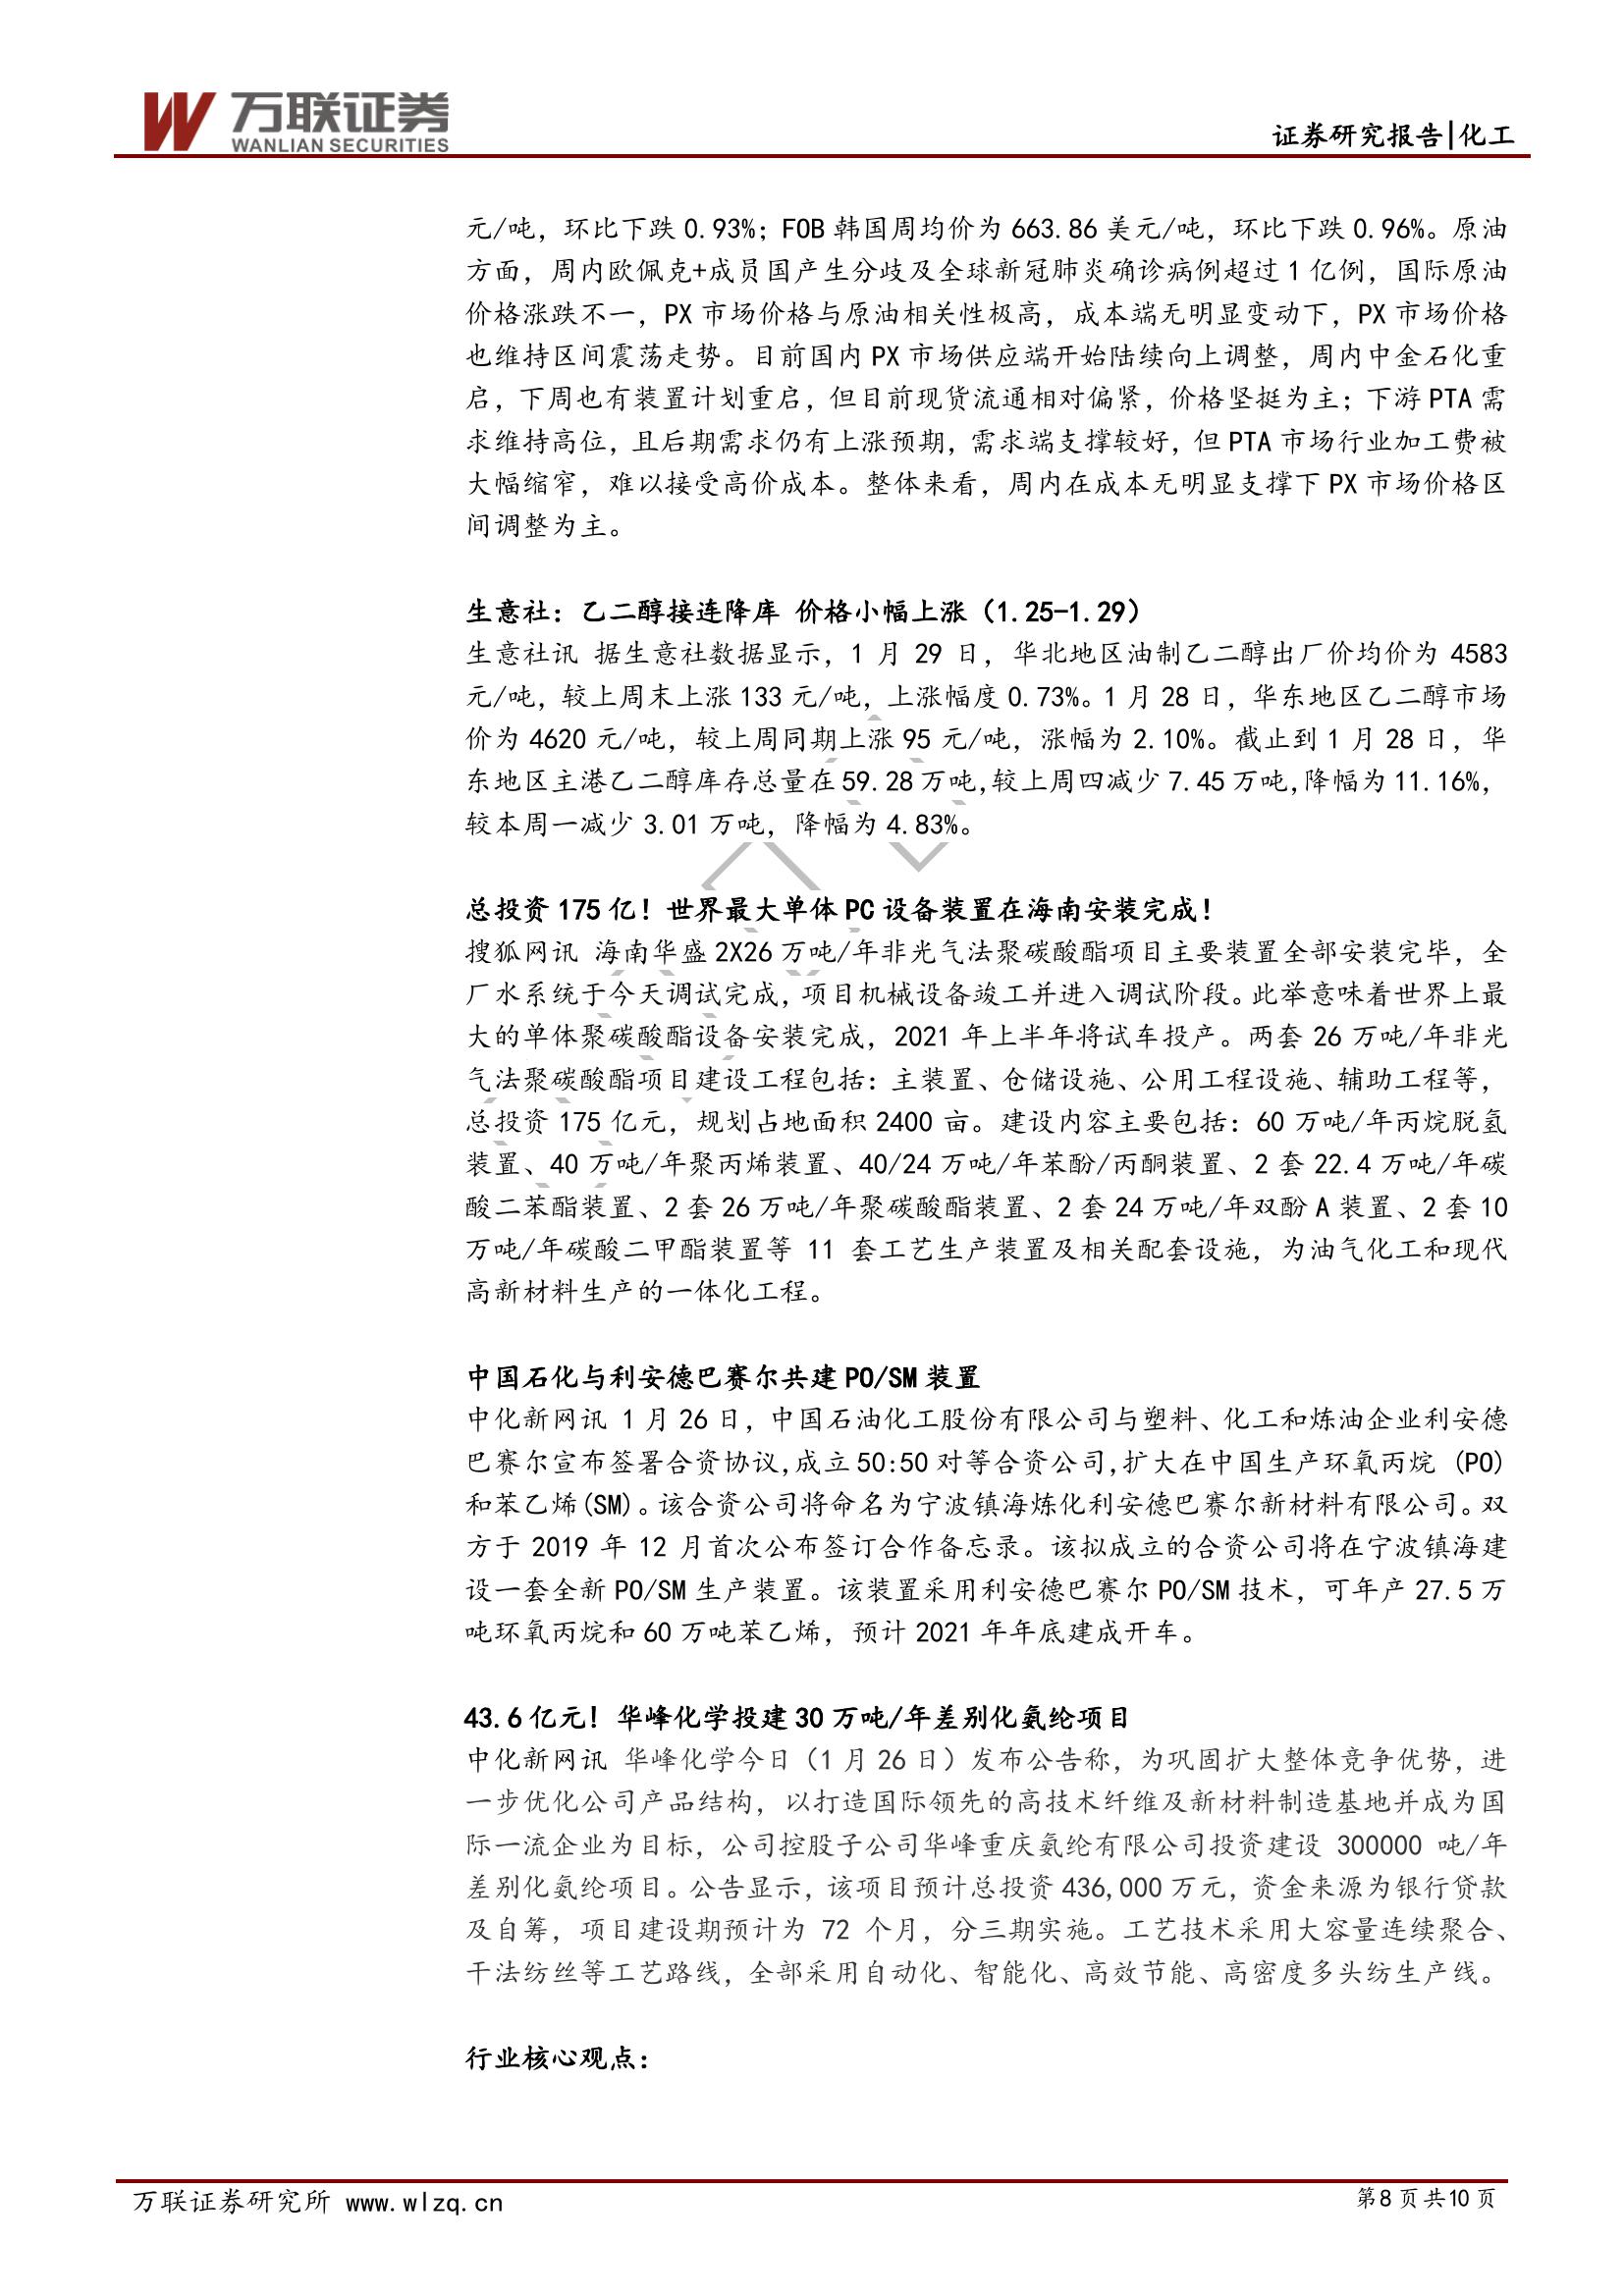 万联证券
WANLIAN SECURITIES
证券研究报告|化工
元/吨，环比下跌 0.93%；FOB 韩国周均价为 663.86 美元/吨，环比下跌 0.96%。原油
方面，周内欧佩克+成员国产生分歧及全球新冠肺炎确诊病例超过 1 亿例，国际原油
价格涨跌不一，PX 市场价格与原油相关性极高，成本端无明显变动下，PX 市场价格
也维持区间震荡走势。目前国内 PX 市场供应端开始陆续向上调整，周内中金石化重
启，下周也有装置计划重启，但目前现货流通相对偏紧，价格坚挺为主；下游 PTA 需
求维持高位，且后期需求仍有上涨预期，需求端支撑较好，但 PTA 市场行业加工费被
大幅缩窄，难以接受高价成本。整体来看，周内在成本无明显支撑下 PX 市场价格区
间调整为主。
生意社：乙二醇接连降库 价格小幅上涨（1.25-1.29）
生意社讯 据生意社数据显示，1 月 29 日，华北地区油制乙二醇出厂价均价为 4583
元/吨，较上周末上涨 133 元/吨，上涨幅度 0.73%。1 月 28 日，华东地区乙二醇市场
价为 4620 元/吨，较上周同期上涨 95 元/吨，涨幅为 2.10%。截止到 1 月 28 日，华
东地区主港乙二醇库存总量在 59.28 万吨,较上周四减少 7.45 万吨,降幅为 11.16%，
较本周一减少 3.01 万吨，降幅为 4.83%。
总投资 175 亿！世界最大单体 PC 设备装置在海南安装完成！
搜狐网讯 海南华盛 2X26 万吨/年非光气法聚碳酸酯项目主要装置全部安装完毕，全
厂水系统于今天调试完成，项目机械设备竣工并进入调试阶段。此举意味着世界上最
大的单体聚碳酸酯设备安装完成，2021 年上半年将试车投产。两套 26 万吨/年非光
气法聚碳酸酯项目建设工程包括：主装置、仓储设施、公用工程设施、辅助工程等，
总投资 175 亿元，规划占地面积 2400 亩。建设内容主要包括：60 万吨/年丙烷脱氢
装置、40 万吨/年聚丙烯装置、40/24 万吨/年苯酚/丙酮装置、2 套 22.4 万吨/年碳
酸二苯酯装置、2 套 26 万吨/年聚碳酸酯装置、2 套 24 万吨/年双酚 A 装置、2 套 10
万吨/年碳酸二甲酯装置等 11 套工艺生产装置及相关配套设施，为油气化工和现代
高新材料生产的一体化工程。
中国石化与利安德巴赛尔共建 PO/SM 装置
中化新网讯 1 月 26 日，中国石油化工股份有限公司与塑料、化工和炼油企业利安德
巴赛尔宣布签署合资协议,成立 50:50 对等合资公司,扩大在中国生产环氧丙烷 (PO)
和苯乙烯(SM)。该合资公司将命名为宁波镇海炼化利安德巴赛尔新材料有限公司。双
方于 2019 年 12 月首次公布签订合作备忘录。该拟成立的合资公司将在宁波镇海建
设一套全新 PO/SM 生产装置。该装置采用利安德巴赛尔 PO/SM 技术，可年产 27.5 万
吨环氧丙烷和 60 万吨苯乙烯，预计 2021 年年底建成开车。
43.6 亿元！华峰化学投建 30 万吨/年差别化氨纶项目
中化新网讯 华峰化学今日（1 月 26 日）发布公告称，为巩固扩大整体竞争优势，进
一步优化公司产品结构，以打造国际领先的高技术纤维及新材料制造基地并成为国
际一流企业为目标，公司控股子公司华峰重庆氨纶有限公司投资建设 300000 吨/年
差别化氨纶项目。公告显示，该项目预计总投资 436,000 万元，资金来源为银行贷款
及自筹，项目建设期预计为 72 个月，分三期实施。工艺技术采用大容量连续聚合、
干法纺丝等工艺路线，全部采用自动化、智能化、高效节能、高密度多头纺生产线。
行业核心观点：
万联证券研究所 www.wlzq.cn
第 8 页 共 10 页